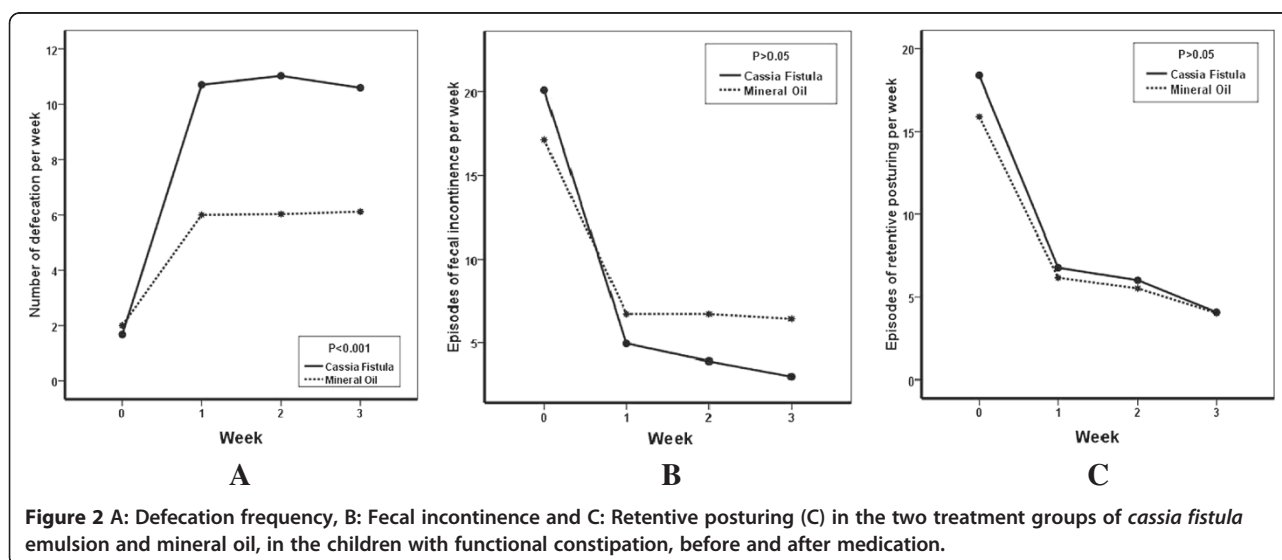 Number of defecation per week
12
10
8
6
4
2
0
P<0.001
Cassia Fistula
Mineral Oil
0 1 2 3
Week
A
Episodes of fecal incontinence per week
20
15
10
5
P>0.05
Cassia Fistula
Mineral Oil
0 1 2 3
Week
B
Episodes of retentive posturing per week
20
15
10
5
0
P>0.05
Cassia Fistula
Mineral Oil
0 1 2 3
Week
C
Figure 2 A: Defecation frequency, B: Fecal incontinence and C: Retentive posturing (C) in the two treatment groups of cassia fistula
emulsion and mineral oil, in the children with functional constipation, before and after medication.